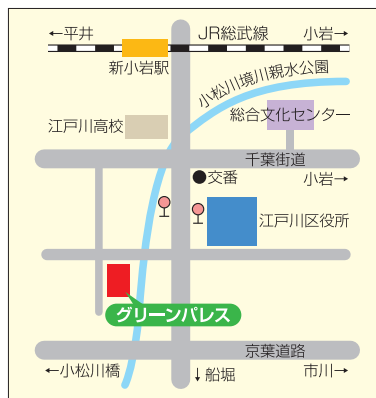 ←平井
JR総武線
小岩→
新小岩駅
小松川境川親水公園
江戸川高校
総合文化センター
千葉街道
交番
小岩→
江戸川区役所
グリーンパレス
京葉道路
←小松川橋
↓船堀
市川→